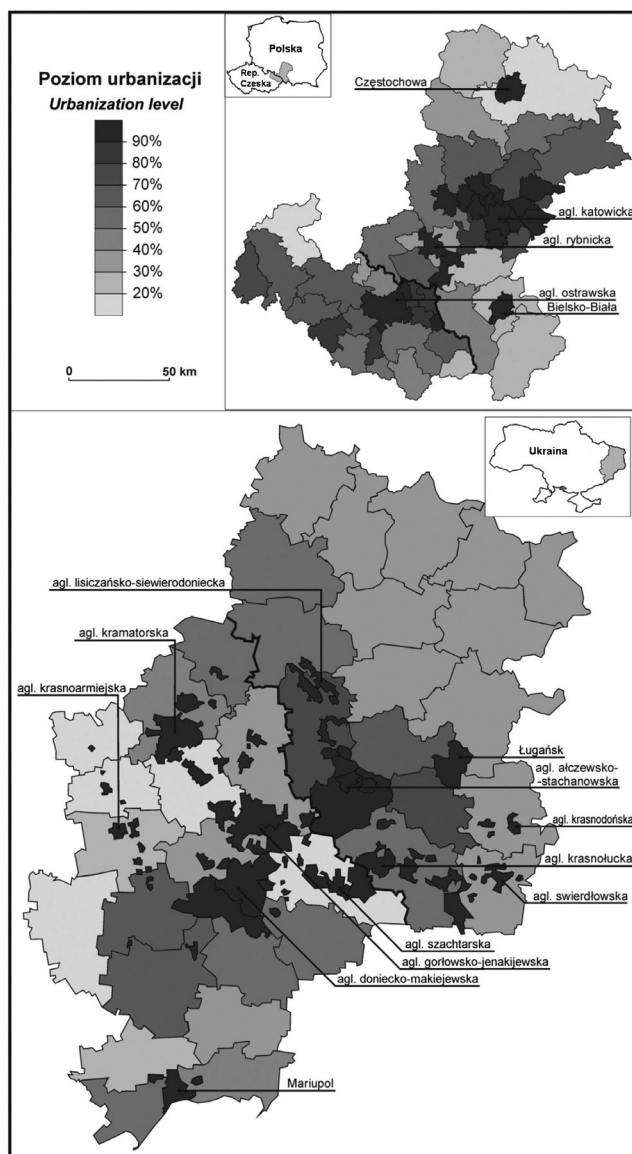 Poziom urbanizacji
Urbanization level
90%
80%
70%
60%
50%
40%
30%
20%
0 50 km
Polska
Rep.
Czeska
Częstochowa
agl. katowicka
agl. rybnicka
agl. ostrawska
Bielsko-Biała
Ukraina
agl. lisiczańsko-siewierodoniecka
agl. kramatorska
agl. krasnoarmiejska
Ługańsk
agl. ałczewsko-
-stachanowska
agl. krasnodońska
agl. krasnołucka
agl. swierdłowska
agl. szachtarska
agl. gorłowsko-jenakijewska
agl. doniecko-makiejewska
Mariupol